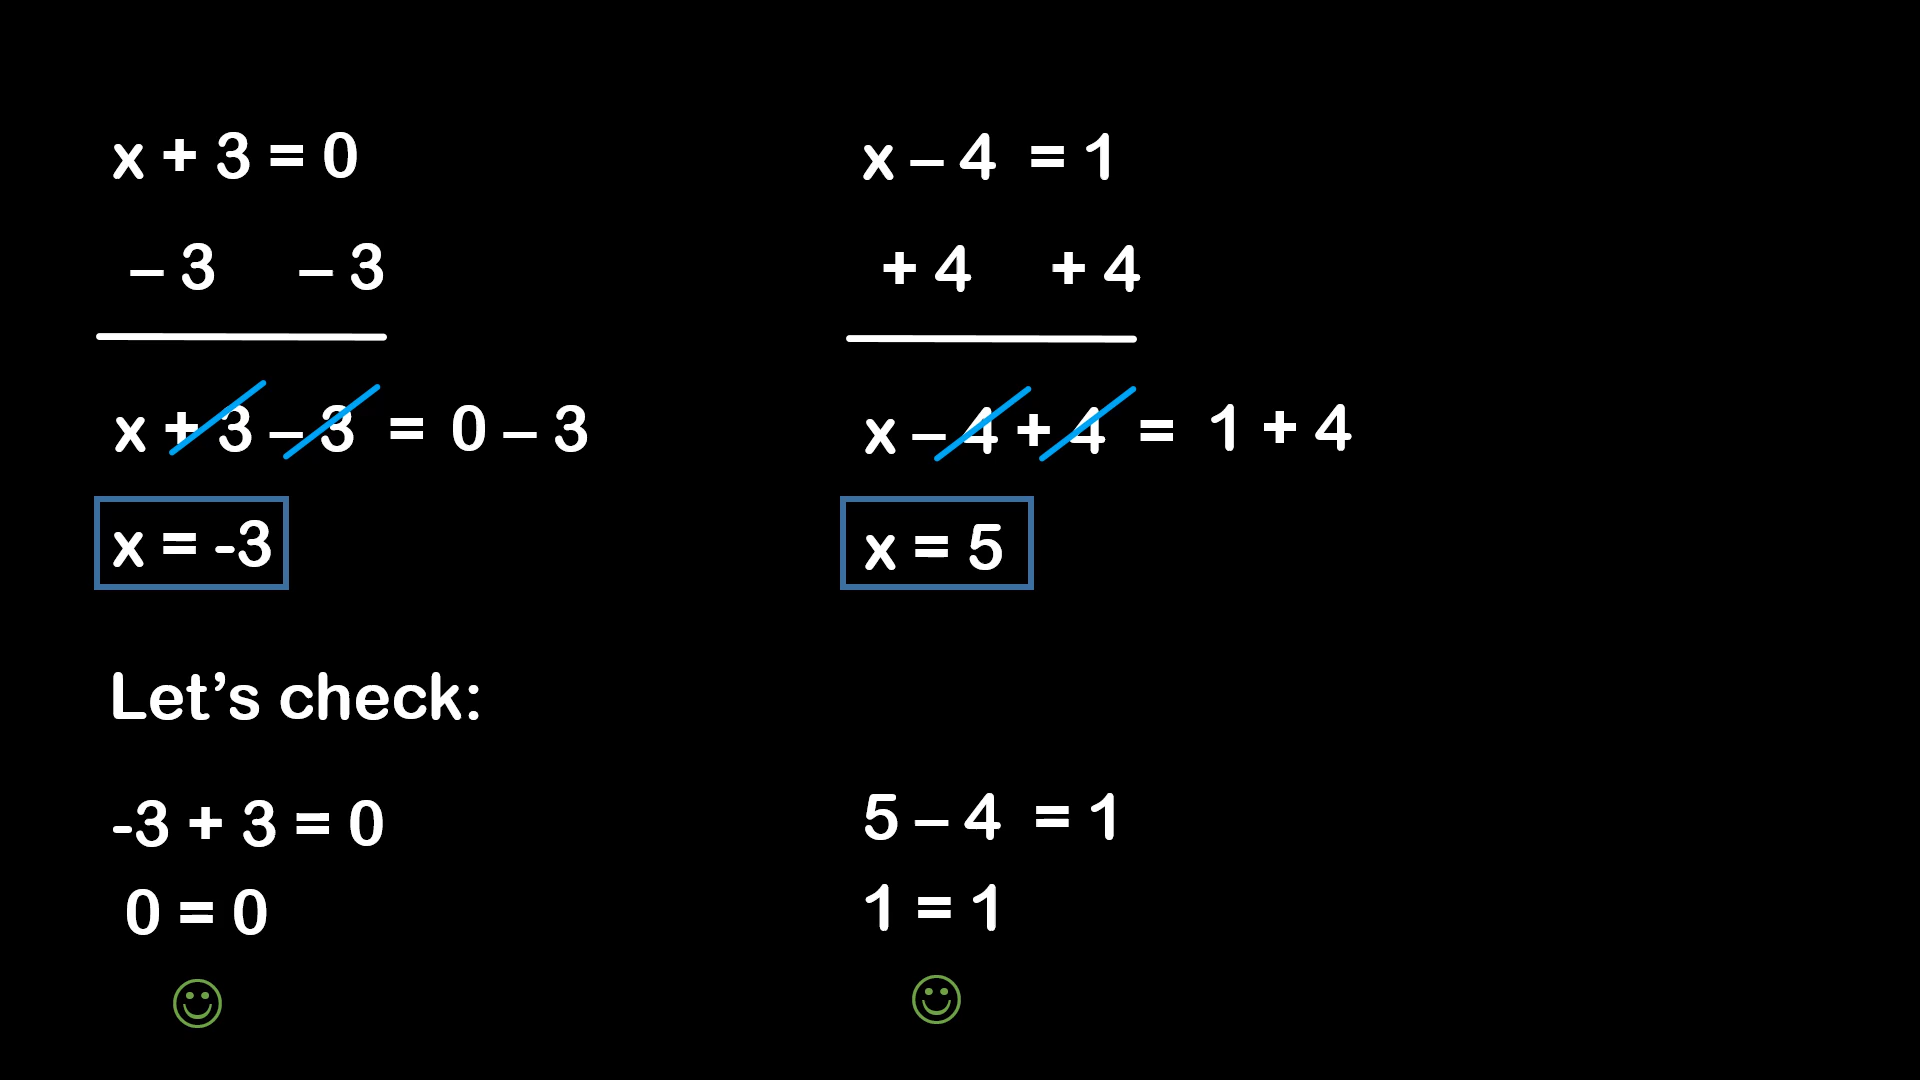 x + 3 = 0
– 3 – 3
x + 3 – 3 = 0 – 3
x = -3
Let’s check:
-3 + 3 = 0
0 = 0
x – 4 = 1
+ 4 + 4
x – 4 + 4 = 1 + 4
x = 5
5 – 4 = 1
1 = 1